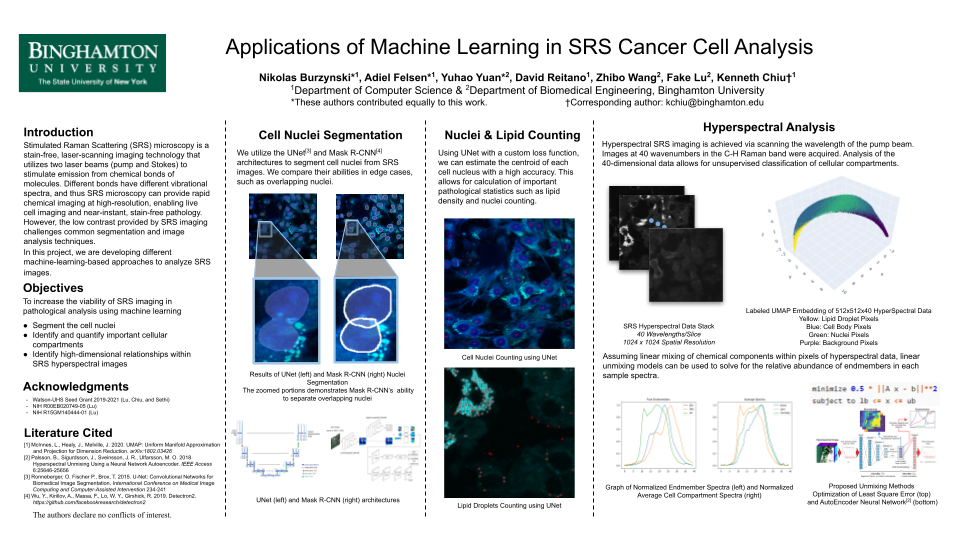 BINGHAMTON
UNIVERSITY
The State University of New York
Applications of Machine Learning in SRS Cancer Cell Analysis
Nikolas Burzynski*¹, Adiel Felsen*¹, Yuhao Yuan*², David Reitano¹, Zhibo Wang², Fake Lu², Kenneth Chiu†¹
¹Department of Computer Science & ²Department of Biomedical Engineering, Binghamton University
*These authors contributed equally to this work. †Corresponding author: kchiu@binghamton.edu
Introduction
Stimulated Raman Scattering (SRS) microscopy is a
stain-free, laser-scanning imaging technology that
utilizes two laser beams (pump and Stokes) to
stimulate emission from chemical bonds of
molecules. Different bonds have different vibrational
spectra, and thus SRS microscopy can provide rapid
chemical imaging at high-resolution, enabling live
cell imaging and near-instant, stain-free pathology.
However, the low contrast provided by SRS imaging
challenges common segmentation and image
analysis techniques.
In this project, we are developing different
machine-learning-based approaches to analyze SRS
images.
Objectives
To increase the viability of SRS imaging in
pathological analysis using machine learning
● Segment the cell nuclei
● Identify and quantify important cellular
compartments
● Identify high-dimensional relationships within
SRS hyperspectral images
Acknowledgments
- Watson-UHS Seed Grant 2019-2021 (Lu, Chiu, and Sethi)
- NIH R00EB020749-05 (Lu)
- NIH R15GM140444-01 (Lu)
Literature Cited
[1] McInnes, L., Healy, J., Melville, J. 2020. UMAP: Uniform Manifold Approximation
and Projection for Dimension Reduction. arXiv:1802.03426
[2] Palsson, B., Sigurdsson, J., Sveinsson, J. R., Ulfarsson, M. O. 2018
Hyperspectral Unmixing Using a Neural Network Autoencoder. IEEE Access
6:25646-25656
[3] Ronneberger, O. Fischer P., Brox, T. 2015. U-Net: Convolutional Networks for
Biomedical Image Segmentation. International Conference on Medical Image
Computing and Computer-Assisted Intervention 234-241
[4] Wu, Y., Kirillov, A., Massa, F., Lo, W. Y., Girshick, R. 2019. Detectron2,
https://github.com/facebookresearch/detectron2
The authors declare no conflicts of interest.
Cell Nuclei Segmentation
We utilize the UNet[3] and Mask R-CNN[4]
architectures to segment cell nuclei from SRS
images. We compare their abilities in edge cases,
such as overlapping nuclei.
Results of UNet (left) and Mask R-CNN (right) Nuclei
Segmentation
The zoomed portions demonstrates Mask R-CNN's ability
to separate overlapping nuclei
UNet (left) and Mask R-CNN (right) architectures
Nuclei & Lipid Counting
Using UNet with a custom loss function,
we can estimate the centroid of each
cell nucleus with a high accuracy. This
allows for calculation of important
pathological statistics such as lipid
density and nuclei counting.
Cell Nuclei Counting using UNet
Lipid Droplets Counting using UNet
Hyperspectral Analysis
Hyperspectral SRS imaging is achieved via scanning the wavelength of the pump beam.
Images at 40 wavenumbers in the C-H Raman band were acquired. Analysis of the
40-dimensional data allows for unsupervised classification of cellular compartments.
SRS Hyperspectral Data Stack
40 Wavelengths/Slice
1024 x 1024 Spatial Resolution
Labeled UMAP Embedding of 512x512x40 HyperSpectral Data
Yellow: Lipid Droplet Pixels
Blue: Cell Body Pixels
Green: Nuclei Pixels
Purple: Background Pixels
Assuming linear mixing of chemical components within pixels of hyperspectral data, linear
unmixing models can be used to solve for the relative abundance of endmembers in each
sample spectra.
minimize 0.5 * ||A x - b||**2
subject to lb <= x <= ub
Graph of Normalized Endmember Spectra (left) and Normalized
Average Cell Compartment Spectra (right)
Proposed Unmixing Methods
Optimization of Least Square Error (top)
and AutoEncoder Neural Network[2] (bottom)